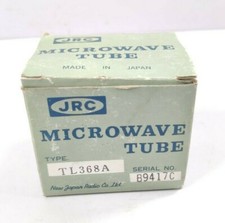 JRC
MICROWAVE
TUBE
MADE IN JAPAN
JRC
MICROWAVE
TUBE
TYPE
TL368A
SERIAL NO.
B9417C
New Japan Radio Co., Ltd.